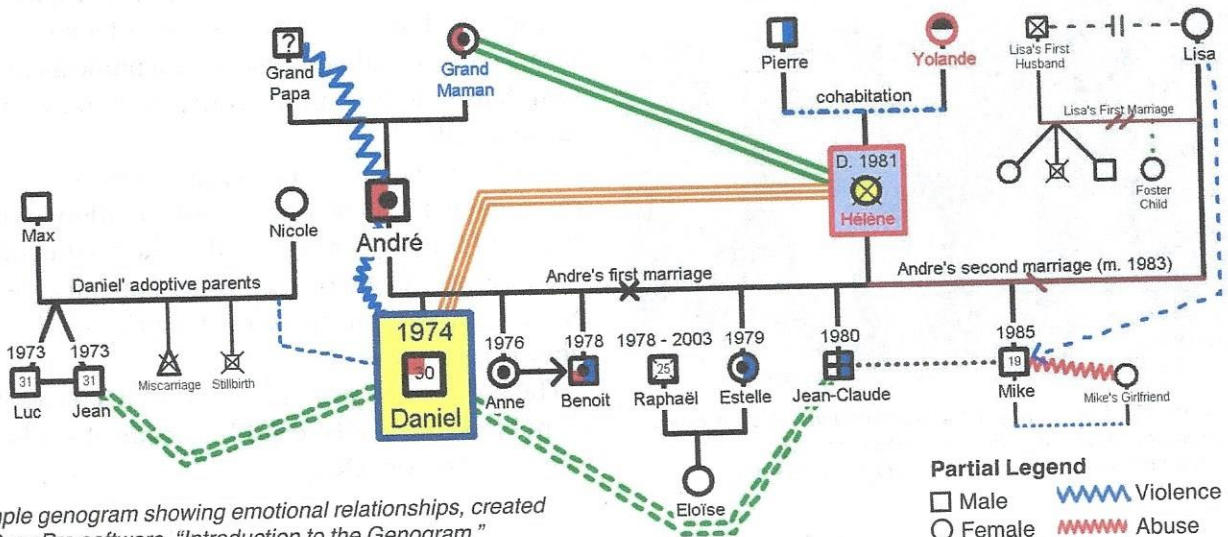 ?
Grand
Papa
Grand
Maman
Pierre
Yolande
cohabitation
Lisa's First
Husband
Lisa
Lisa's First Marriage
Foster
Child
D. 1981
Hélène
Max
Nicole
André
Daniel' adoptive parents
Andre's first marriage
Andre's second marriage (m. 1983)
1973
31
Luc
1973
31
Jean
Miscarriage
Stillbirth
1974
30
Daniel
1976
Anne
1978
Benoit
1978 - 2003
25
Raphaël
1979
Estelle
1980
Jean-Claude
1985
19
Mike
Mike's Girlfriend
Eloïse
Partial Legend
Male
Violence
Female
Abuse
nple genogram showing emotional relationships, created
software, "Introduction to the Genogram,"